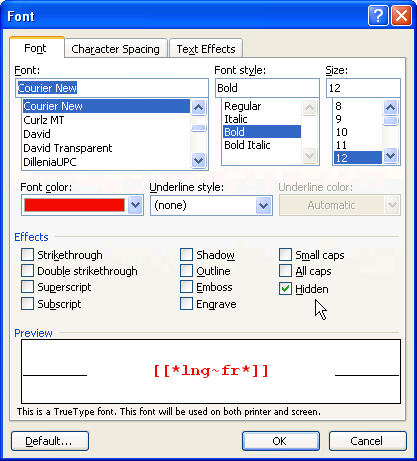 Font
Font Character Spacing Text Effects
Font: Font style: Size:
Courier New Bold 12
Courier New Regular 8
Curlz MT Italic 9
David Bold 10
David Transparent Bold Italic 11
DilleniaUPC 12
Font color: Underline style: Underline color:
(none) Automatic
Effects
Strikethrough Shadow Small caps
Double strikethrough Outline All caps
Superscript Emboss Hidden
Subscript Engrave
Preview
[[*lng~fr*]]
This is a TrueType font. This font will be used on both printer and screen.
Default... OK Cancel